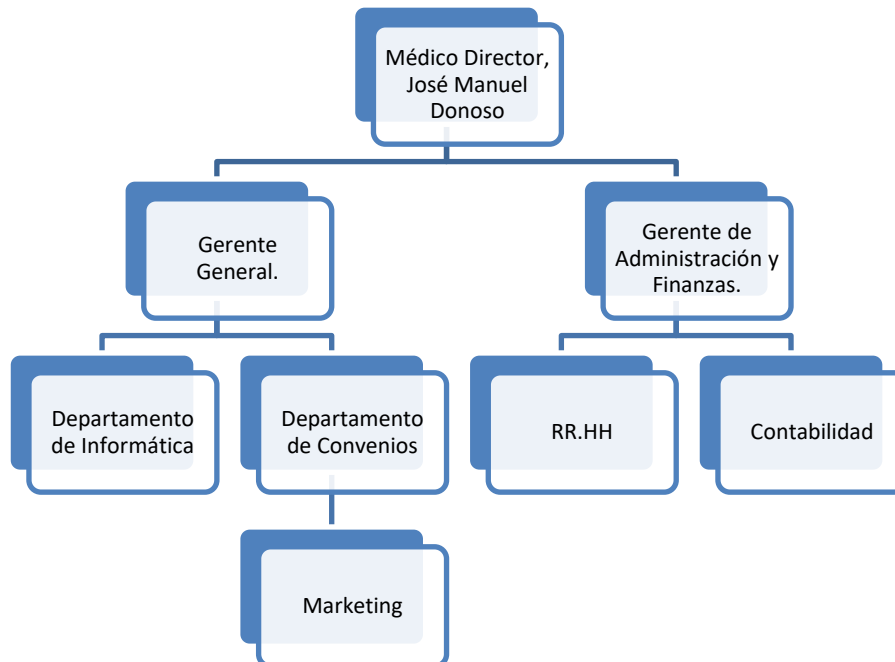 Médico Director,
José Manuel
Donoso
Gerente
General.
Gerente de
Administración y
Finanzas.
Departamento
de Informática
Departamento
de Convenios
RR.HH
Contabilidad
Marketing